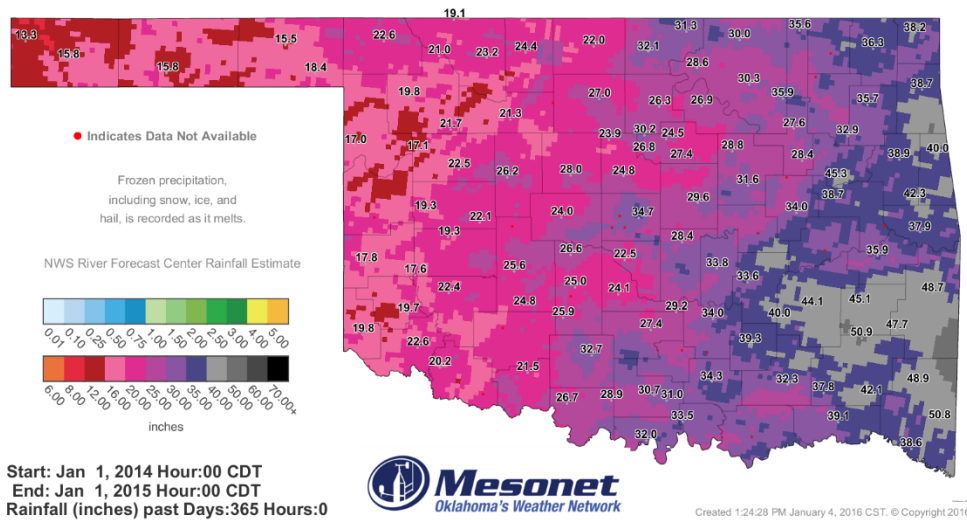 19.1
13.3 15.8 15.8 15.5 18.4 22.6 21.0 23.2 24.4 22.0 32.1 31.3 30.0 35.6 36.3 38.2
28.6 30.3 35.9 35.7 38.7
19.8 21.7 21.3 27.0 26.3 26.9 27.6 32.9
● Indicates Data Not Available
17.0 17.1 23.9 30.2 24.5 26.8 27.4 28.8 28.4 38.9 40.0
Frozen precipitation,
including snow, ice, and
hail, is recorded as it melts.
22.5 26.2 28.0 24.8 31.6 45.3 42.3
19.3 22.1 24.0 34.7 29.6 34.0 38.7 37.9
19.3 28.4
NWS River Forecast Center Rainfall Estimate
17.8 17.6 25.6 26.6 22.5 33.8 33.6 35.9
22.4 24.8 25.0 24.1 48.7
19.7 25.9 29.2 34.0 40.0 44.1 45.1
19.8 27.4 50.9 47.7
22.6 32.7 39.3
20.2 21.5 34.3 32.3 37.8 42.1 48.9
26.7 28.9 30.7 31.0
32.0 33.5 39.1 38.6 50.8
0.01 0.10 0.25 0.50 0.75 1.00 1.50 2.00 2.50 3.00 4.00 5.00
6.00 8.00 12.00 16.00 20.00 25.00 30.00 35.00 40.00 50.00 60.00 70.00+
inches
Start: Jan 1, 2014 Hour:00 CDT
End: Jan 1, 2015 Hour:00 CDT
Rainfall (inches) past Days:365 Hours:0
Mesonet
Oklahoma's Weather Network
Created 1:24:28 PM January 4, 2016 CST. © Copyright 2016